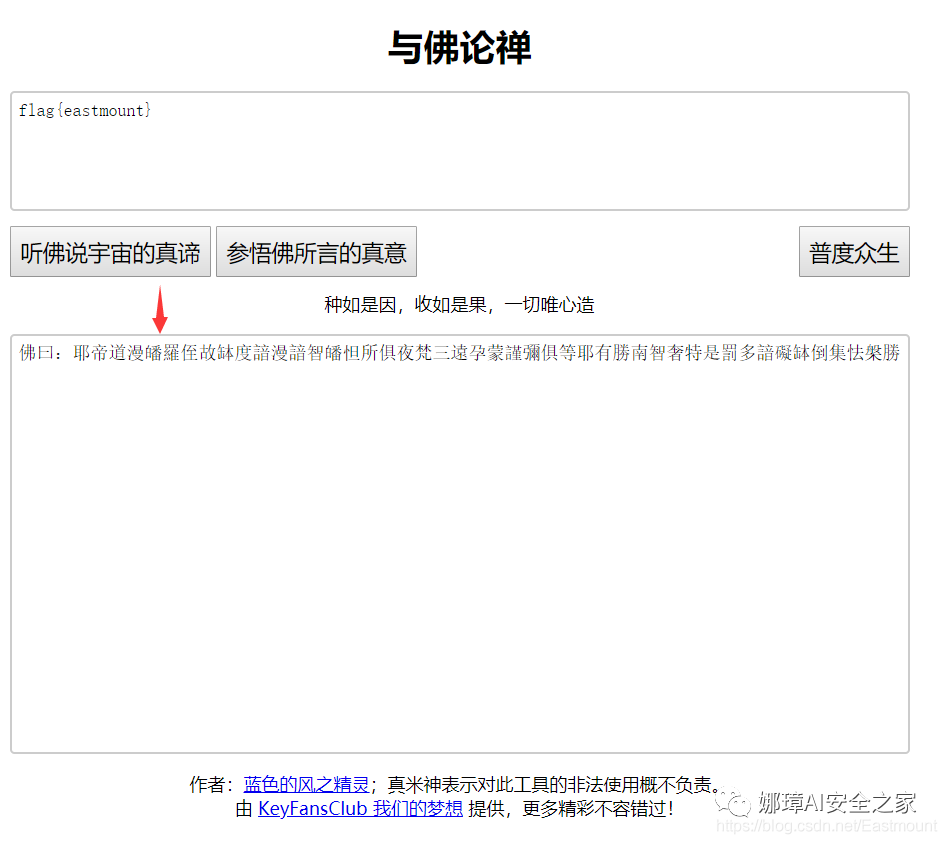 与佛论禅
flag{eastmount}
听佛说宇宙的真谛 参悟佛所言的真意 普度众生
种如是因，收如是果，一切唯心造
佛曰：耶帝道漫皤羅侄故缽度諳漫諳智皤怛所俱夜梵三遠孕蒙謹彌俱等耶有勝南智奢特是罰多諳礙缽倒集怯槃勝
作者：蓝色的风之精灵；真米神表示对此工具的非法使用概不负责。
由 KeyFansClub 我们的梦想 提供，更多精彩不容错过！
娜璋AI安全之家
https://blog.csdn.net/Eastmount